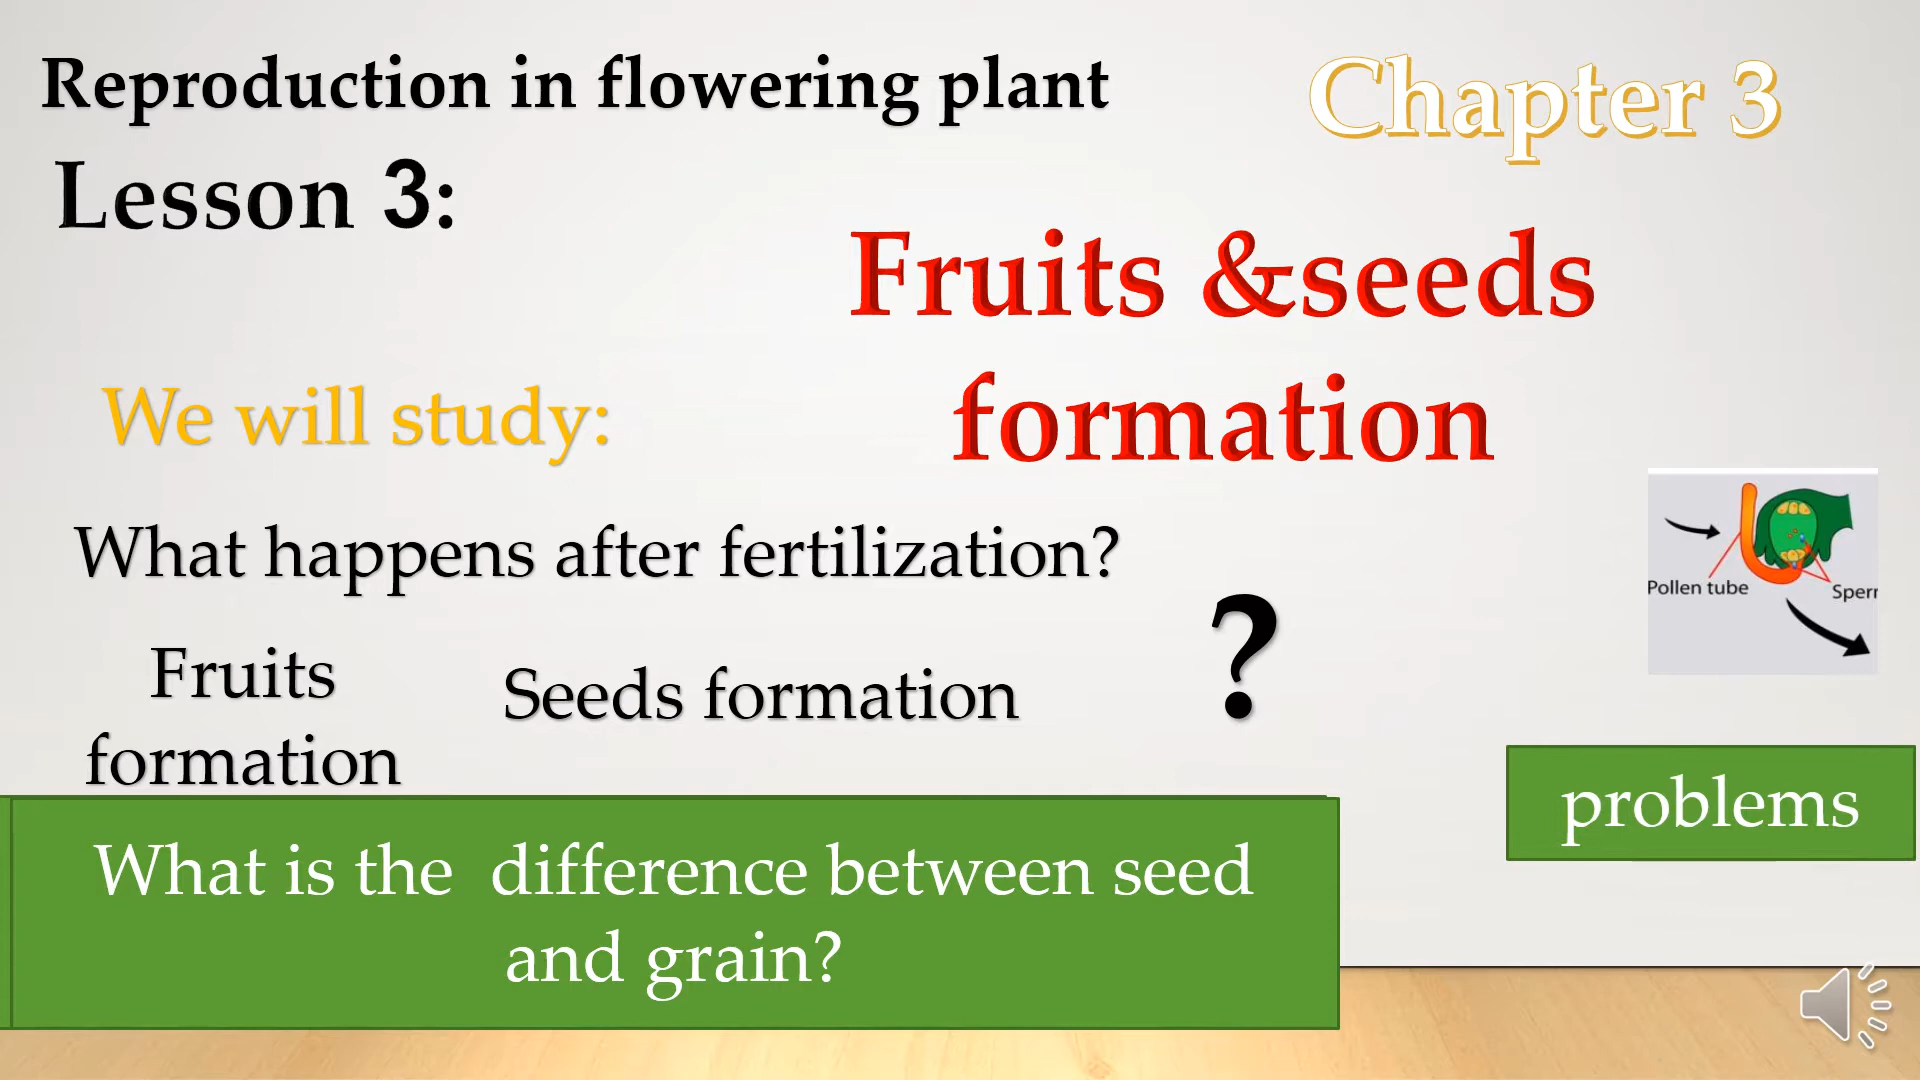 Reproduction in flowering plant
Chapter 3
Lesson 3:
Fruits &seeds
formation
We will study:
What happens after fertilization?
Pollen tube
Sper
?
Fruits
formation
Seeds formation
problems
What is the  difference between seed
and grain?